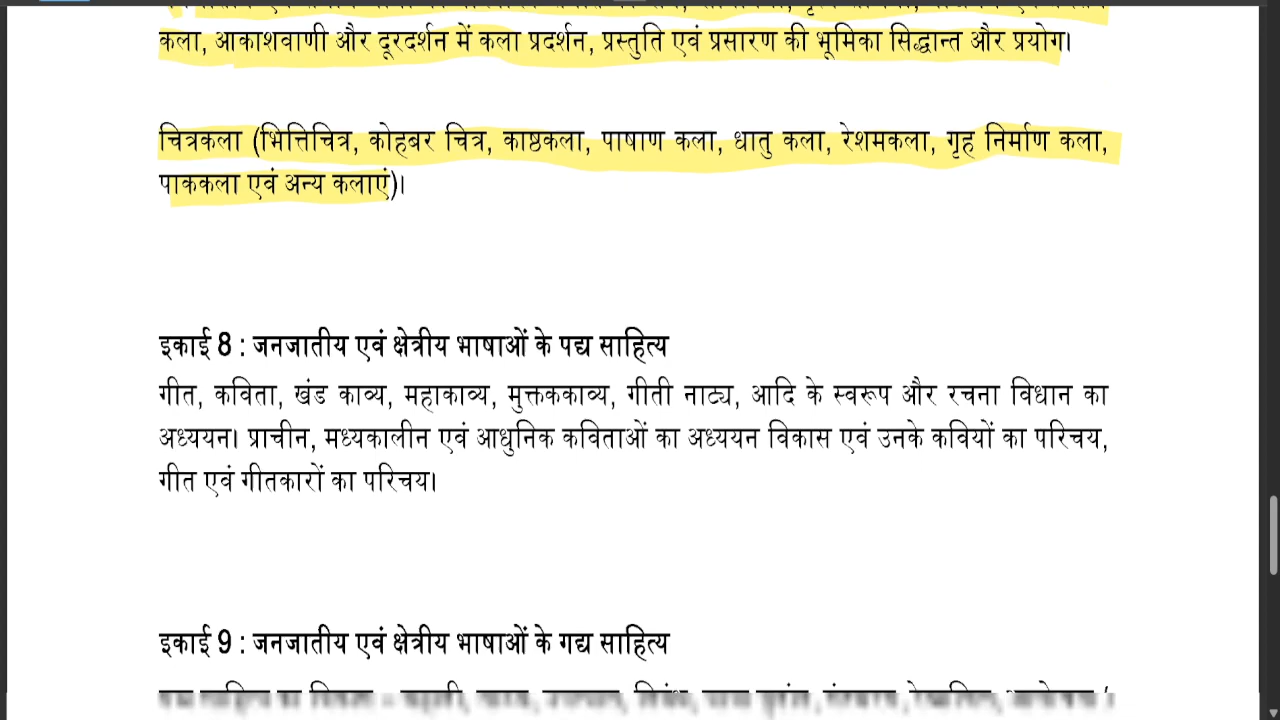 कला, आकाशवाणी और दूरदर्शन में कला प्रदर्शन, प्रस्तुति एवं प्रसारण की भूमिका सिद्धान्त और प्रयोग।
चित्रकला (भित्तिचित्र, कोहबर चित्र, काष्ठकला, पाषाण कला, धातु कला, रेशमकला, गृह निर्माण कला,
पाककला एवं अन्य कलाएं)।
इकाई 8 : जनजातीय एवं क्षेत्रीय भाषाओं के पद्य साहित्य
गीत, कविता, खंड काव्य, महाकाव्य, मुक्तककाव्य, गीती नाट्य, आदि के स्वरूप और रचना विधान का
अध्ययन। प्राचीन, मध्यकालीन एवं आधुनिक कविताओं का अध्ययन विकास एवं उनके कवियों का परिचय,
गीत एवं गीतकारों का परिचय।
इकाई 9 : जनजातीय एवं क्षेत्रीय भाषाओं के गद्य साहित्य